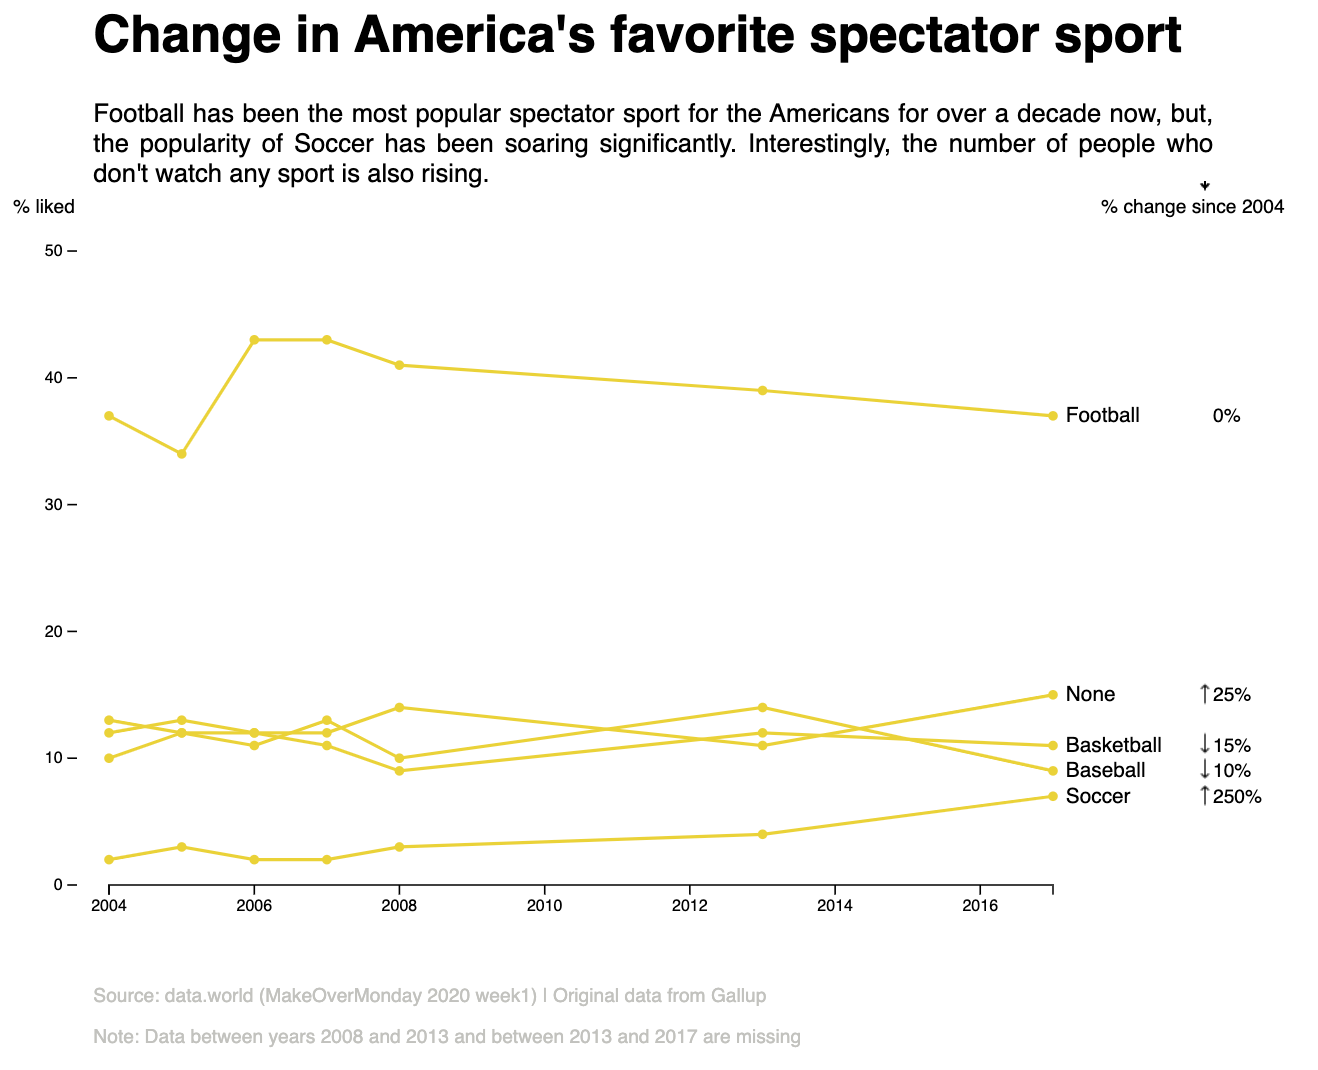 Change in America's favorite spectator sport
Football has been the most popular spectator sport for the Americans for over a decade now, but,
the popularity of Soccer has been soaring significantly. Interestingly, the number of people who
don't watch any sport is also rising.
% liked
% change since 2004
50
40
Football 0%
30
20
None ↑25%
Basketball ↓15%
10
Baseball ↓10%
Soccer ↑250%
0
2004 2006 2008 2010 2012 2014 2016
Source: data.world (MakeOverMonday 2020 week1) | Original data from Gallup
Note: Data between years 2008 and 2013 and between 2013 and 2017 are missing